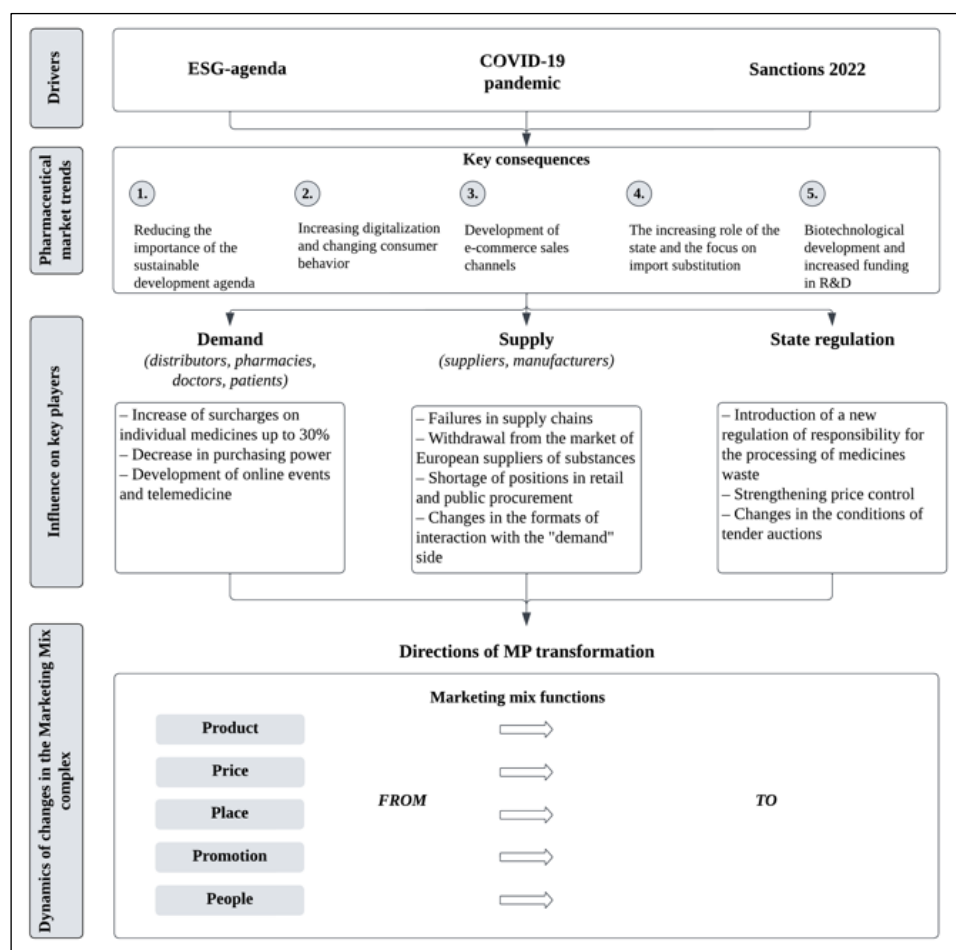 Drivers
ESG-agenda
COVID-19
pandemic
Sanctions 2022
Pharmaceutical
market trends
Key consequences
1.
Reducing the
importance of the
sustainable
development agenda
2.
Increasing digitalization
and changing consumer
behavior
3.
Development of
e-commerce sales
channels
4.
The increasing role of the
state and the focus on
import substitution
5.
Biotechnological
development and
increased funding
in R&D
Influence on key players
Demand
(distributors, pharmacies,
doctors, patients)
– Increase of surcharges on
individual medicines up to 30%
– Decrease in purchasing power
– Development of online events
and telemedicine
Supply
(suppliers, manufacturers)
– Failures in supply chains
– Withdrawal from the market of
European suppliers of substances
– Shortage of positions in retail
and public procurement
– Changes in the formats of
interaction with the "demand"
side
State regulation
– Introduction of a new
regulation of responsibility for
the processing of medicines
waste
– Strengthening price control
– Changes in the conditions of
tender auctions
Dynamics of changes in the Marketing Mix
complex
Directions of MP transformation
Marketing mix functions
Product
Price
Place
Promotion
People
FROM
TO